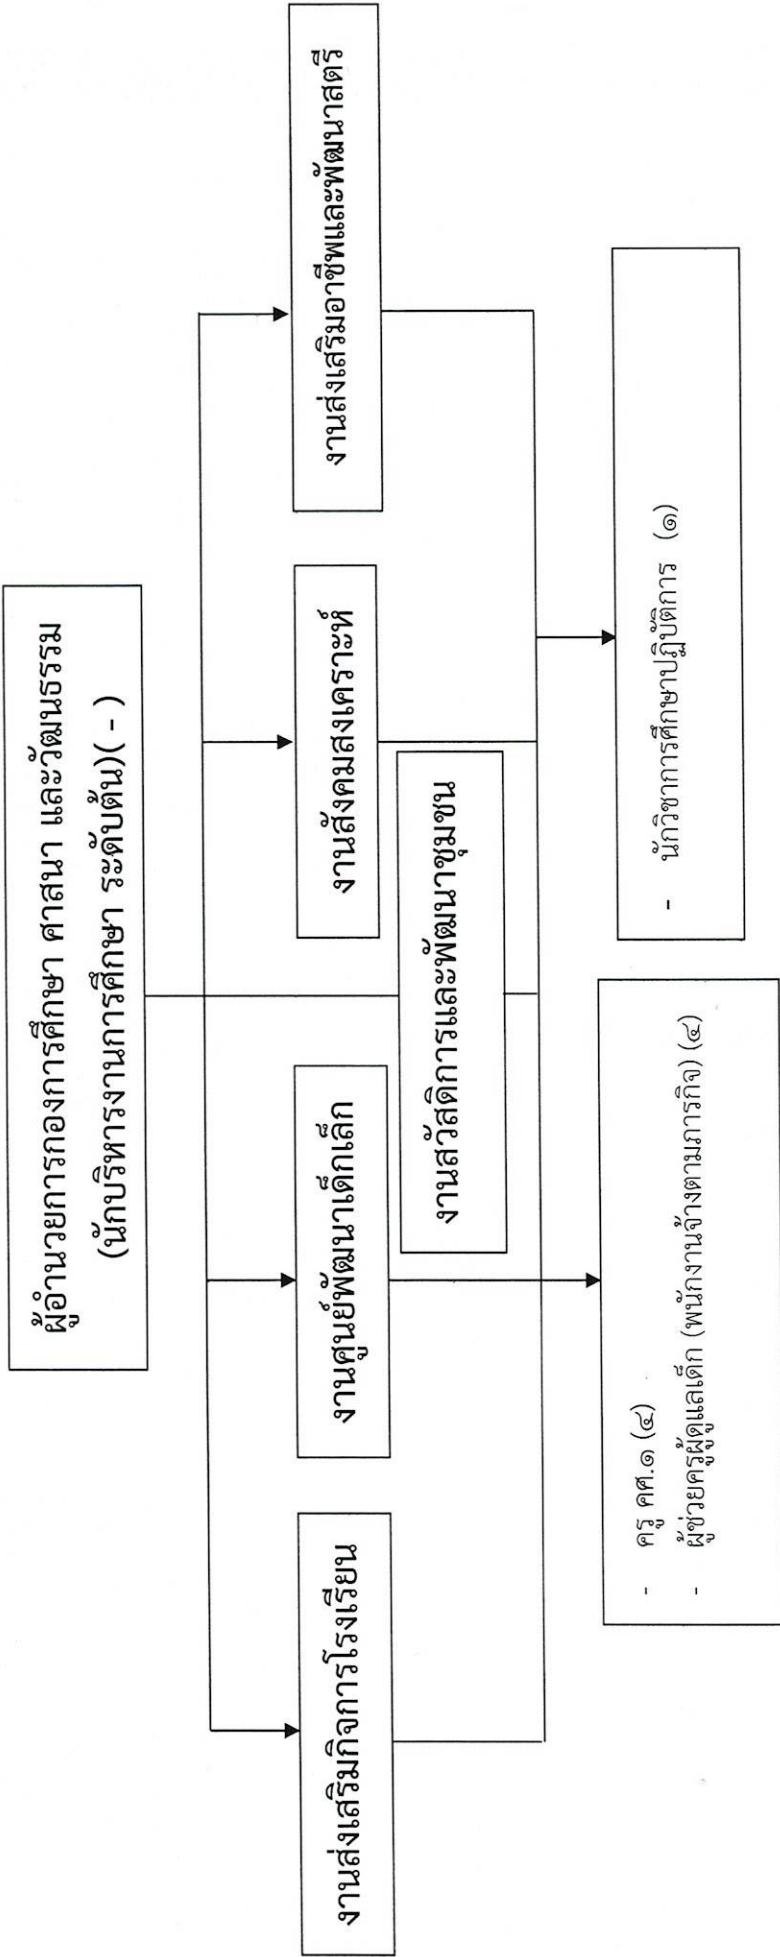 ผู้อำนวยการกองการศึกษา ศาสนา และวัฒนธรรม
(นักบริหารงานการศึกษา ระดับต้น)( - )
งานส่งเสริมกิจการโรงเรียน
งานศูนย์พัฒนาเด็กเล็ก
งานสังคมสงเคราะห์
งานส่งเสริมอาชีพและพัฒนาสตรี
งานสวัสดิการและพัฒนาชุมชน
- ครู คศ.๑ (๔)
- ผู้ช่วยครูผู้ดูแลเด็ก (พนักงานจ้างตามภารกิจ) (๔)
- นักวิชาการศึกษาปฏิบัติการ (๑)